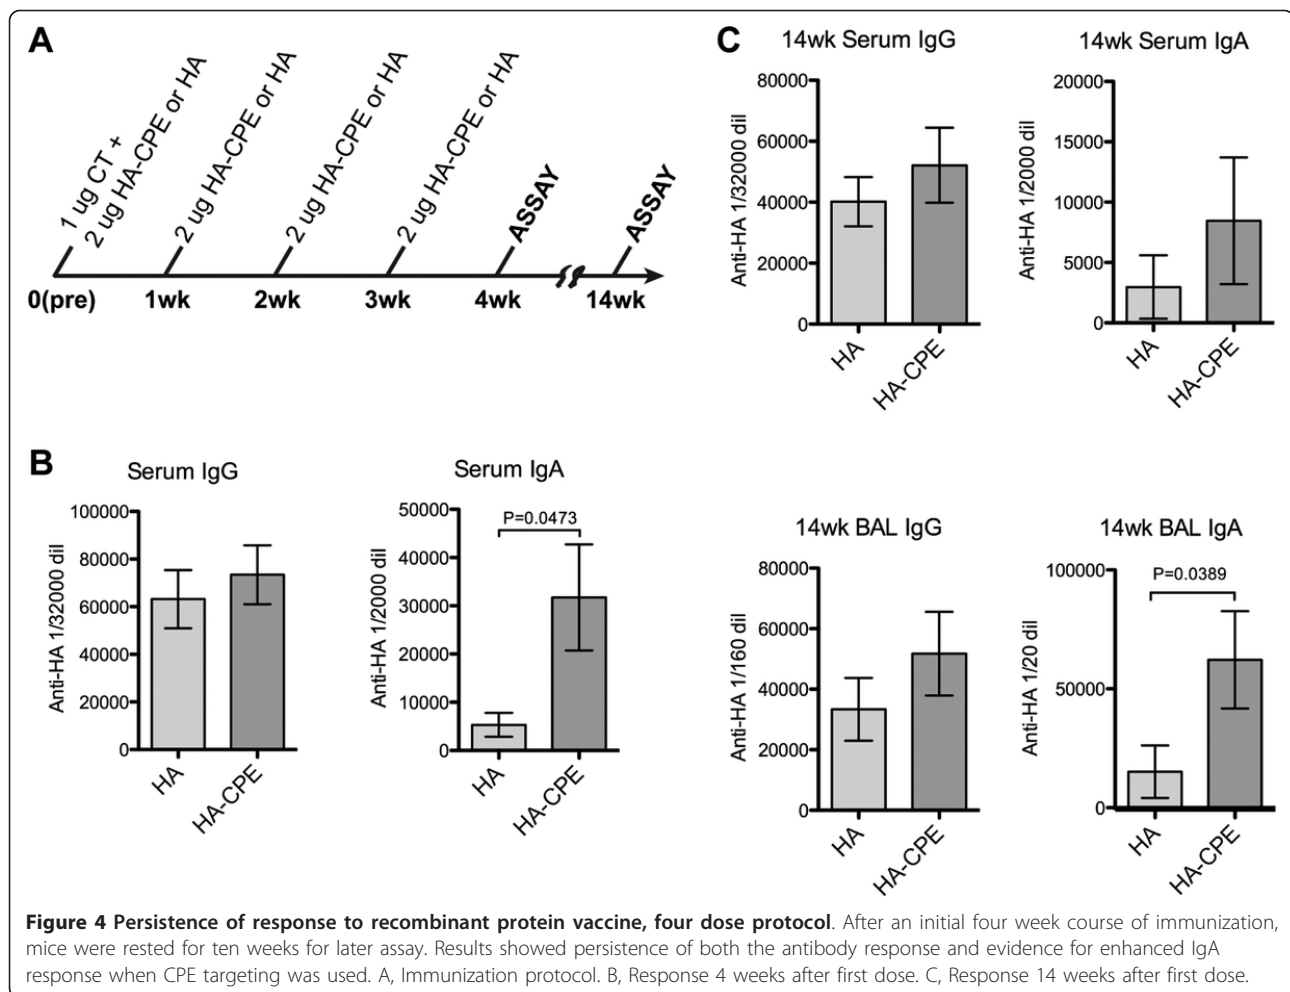 A
1 ug CT +
2 ug HA-CPE or HA
2 ug HA-CPE or HA
2 ug HA-CPE or HA
2 ug HA-CPE or HA
ASSAY
ASSAY
0(pre)
1wk
2wk
3wk
4wk
14wk
B
Serum IgG
Anti-HA 1/32000 dil
100000
80000
60000
40000
20000
0
HA
HA-CPE
Serum IgA
Anti-HA 1/2000 dil
50000
40000
30000
20000
10000
0
P=0.0473
HA
HA-CPE
C
14wk Serum IgG
Anti-HA 1/32000 dil
80000
60000
40000
20000
0
HA
HA-CPE
14wk Serum IgA
Anti-HA 1/2000 dil
20000
15000
10000
5000
0
HA
HA-CPE
14wk BAL IgG
Anti-HA 1/160 dil
80000
60000
40000
20000
0
HA
HA-CPE
14wk BAL IgA
Anti-HA 1/20 dil
100000
50000
0
P=0.0389
HA
HA-CPE
Figure 4 Persistence of response to recombinant protein vaccine, four dose protocol. After an initial four week course of immunization,
mice were rested for ten weeks for later assay. Results showed persistence of both the antibody response and evidence for enhanced IgA
response when CPE targeting was used. A, Immunization protocol. B, Response 4 weeks after first dose. C, Response 14 weeks after first dose.